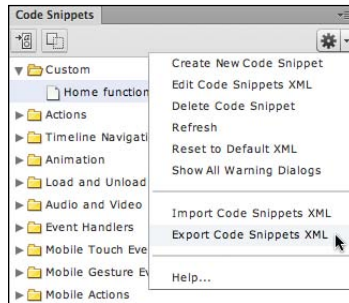 Code Snippets
Custom
Home function
Actions
Timeline Navigati
Animation
Load and Unload
Audio and Video
Event Handlers
Mobile Touch Eve
Mobile Gesture Ev
Mobile Actions
Create New Code Snippet
Edit Code Snippets XML
Delete Code Snippet
Refresh
Reset to Default XML
Show All Warning Dialogs
Import Code Snippets XML
Export Code Snippets XML
Help...